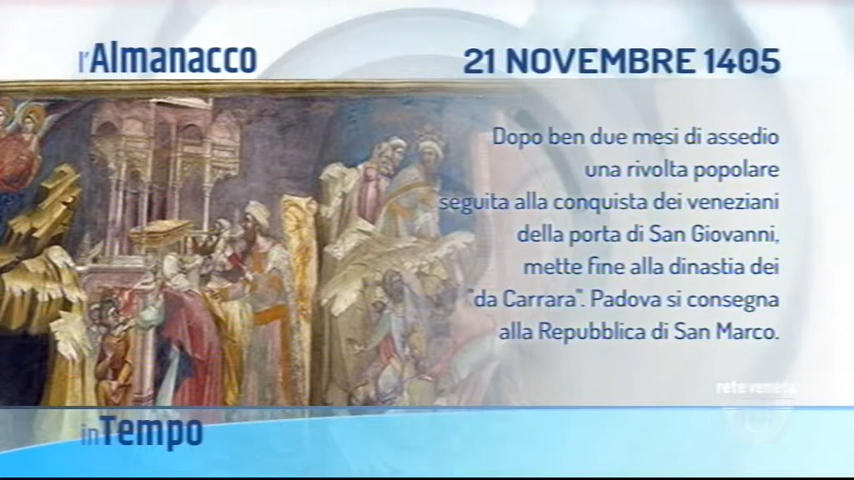 l'Almanacco
21 NOVEMBRE 1405
Dopo ben due mesi di assedio
una rivolta popolare
seguita alla conquista dei veneziani
della porta di San Giovanni,
mette fine alla dinastia dei
"da Carrara". Padova si consegna
alla Repubblica di San Marco.
rete veneta
inTempo